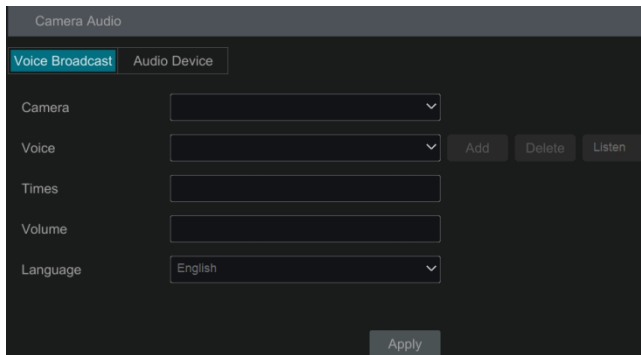 Camera Audio
Voice Broadcast Audio Device
Camera
Voice Add Delete Listen
Times
Volume
Language English
Apply